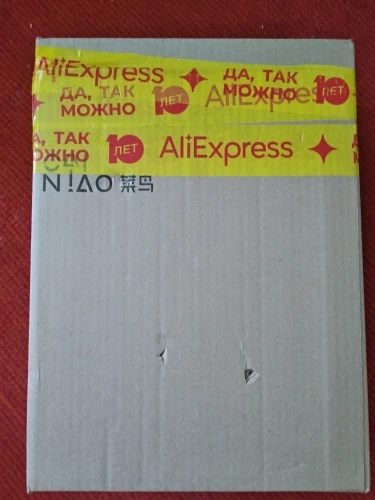 AliExpress ДА, ТАК
ДА, ТАК МОЖНО 10 ЛЕТ
МОЖНО 10 ЛЕТ AliExpress
ДА, ТАК
МОЖНО 10 ЛЕТ AliExpress
NIAO 菜鸟